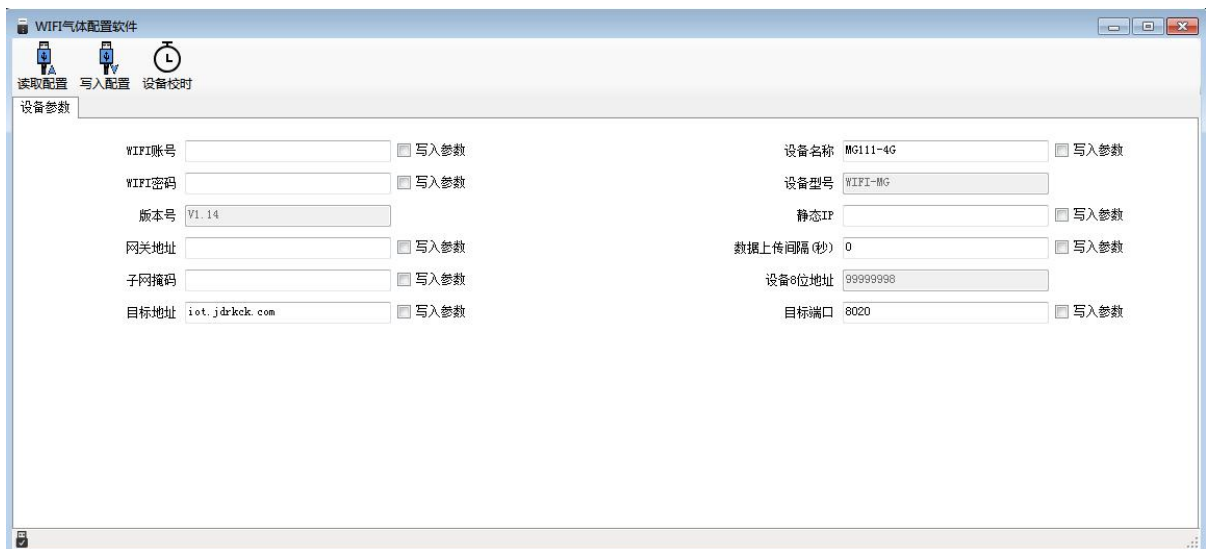 WIFI气体配置软件
读取配置 写入配置 设备校时
设备参数
WIFI账号 写入参数 设备名称 MG111-4G 写入参数
WIFI密码 写入参数 设备型号 WIFI-MG
版本号 V1.14 静态IP 写入参数
网关地址 写入参数 数据上传间隔(秒) 0 写入参数
子网掩码 写入参数 设备8位地址 99999998
目标地址 iot.jdrkck.com 写入参数 目标端口 8020 写入参数